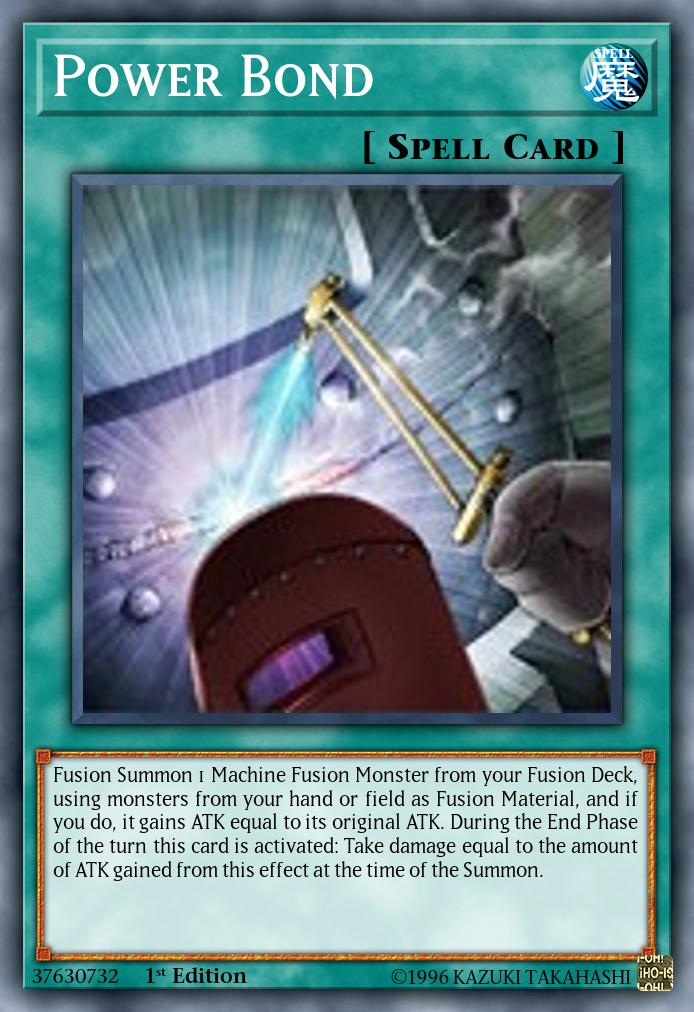 Power Bond
SPELL
魔
[ Spell Card ]
Fusion Summon 1 Machine Fusion Monster from your Fusion Deck,
using monsters from your hand or field as Fusion Material, and if
you do, it gains ATK equal to its original ATK. During the End Phase
of the turn this card is activated: Take damage equal to the amount
of ATK gained from this effect at the time of the Summon.
37630732 1st Edition ©1996 KAZUKI TAKAHASHI